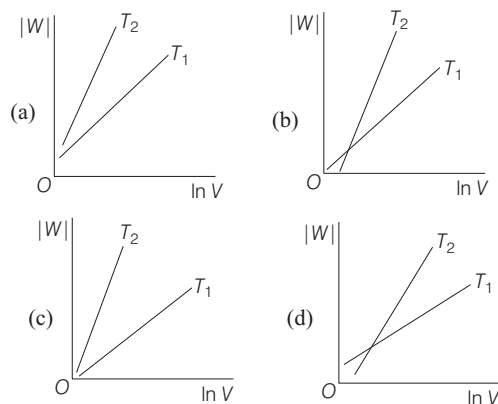 |W|
T₂
T₁
(a)
O
ln V
|W|
T₂
T₁
(b)
O
ln V
|W|
T₂
T₁
(c)
O
ln V
|W|
T₂
T₁
(d)
O
ln V